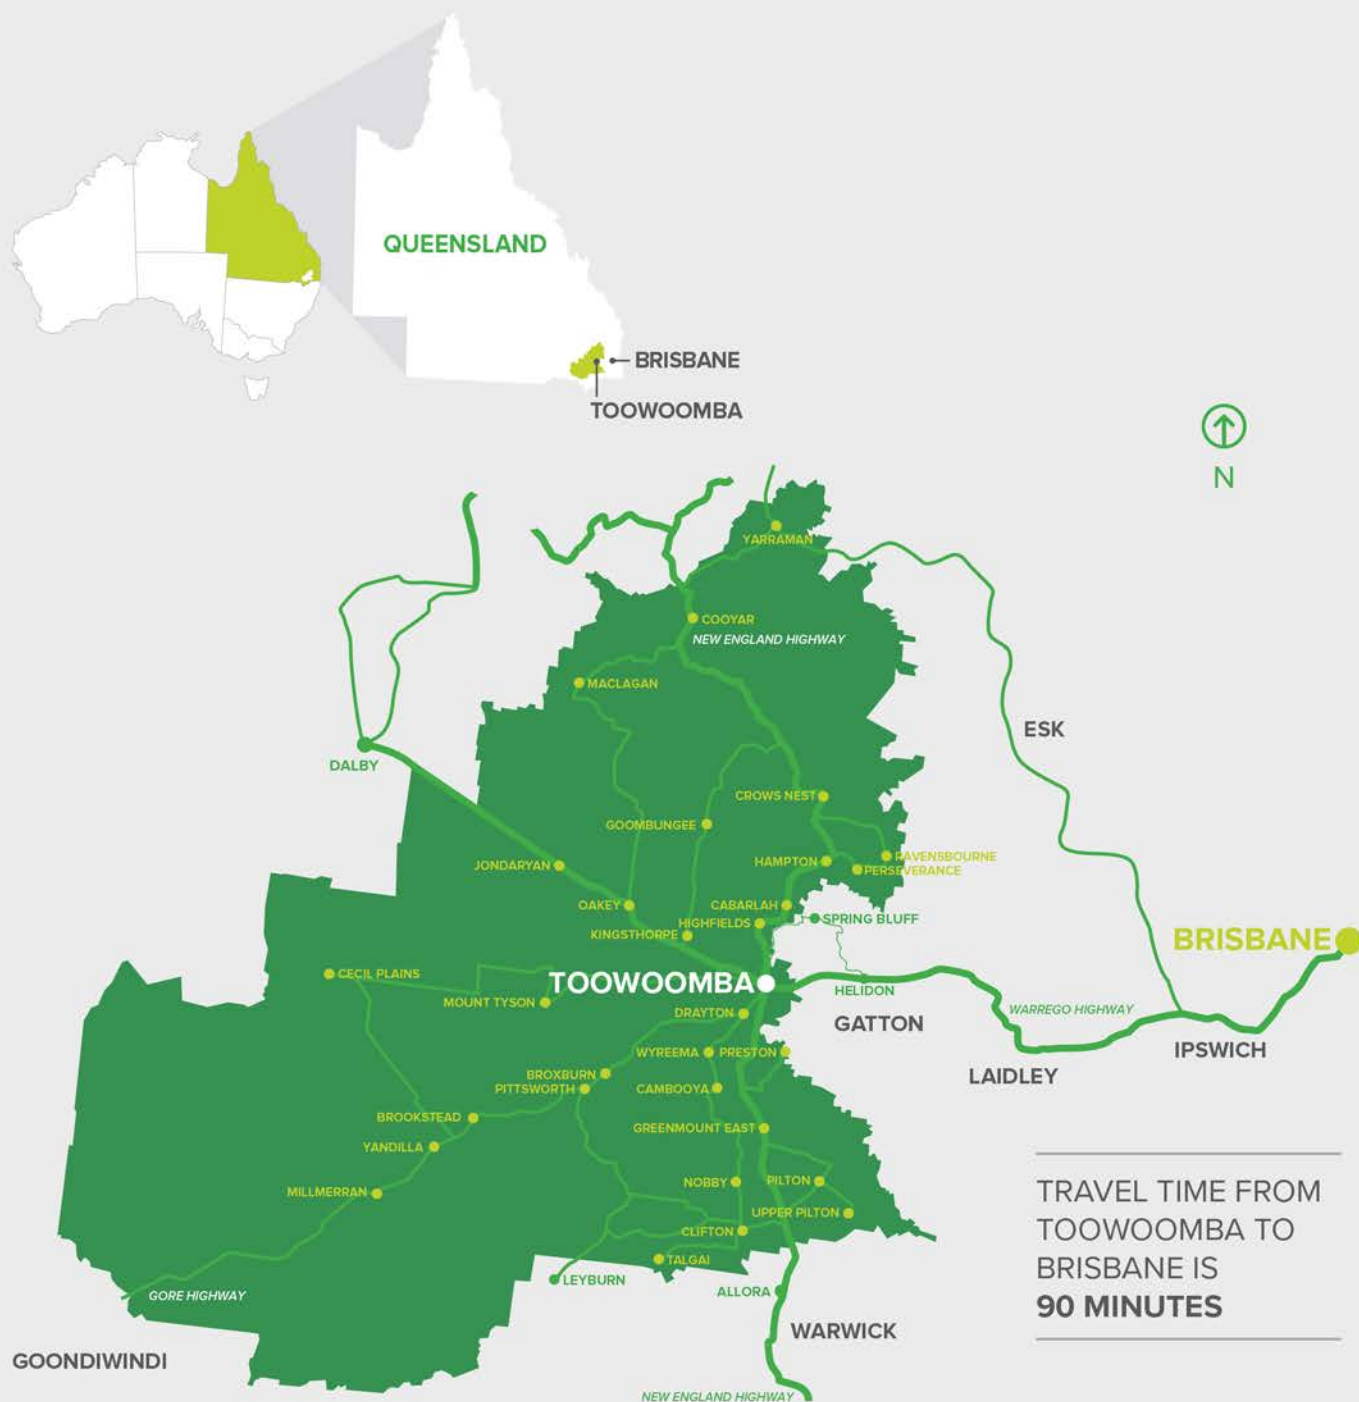 QUEENSLAND
BRISBANE
TOOWOOMBA
N
YARRAMAN
COOYAR
NEW ENGLAND HIGHWAY
MACLAGAN
ESK
DALBY
CROWS NEST
GOOMBUNGEE
RAVENSBOURNE
HAMPTON
JONDARYAN
PERSEVERANCE
OAKEY
CABARLAH
SPRING BLUFF
HIGHFIELDS
KINGSTHORPE
BRISBANE
CECIL PLAINS
TOOWOOMBA
HELIDON
MOUNT TYSON
WARREGO HIGHWAY
DRAYTON
GATTON
WYREEMA
PRESTON
IPSWICH
BROXBURN
LAIDLEY
PITTSWORTH
CAMBOOYA
BROOKSTEAD
GREENMOUNT EAST
YANDILLA
NOBBY
PILTON
MILLMERRAN
UPPER PILTON
CLIFTON
TALGAI
LEYBURN
ALLORA
GORE HIGHWAY
WARWICK
GOONDIWINDI
NEW ENGLAND HIGHWAY
TRAVEL TIME FROM
TOOWOOMBA TO
BRISBANE IS
90 MINUTES